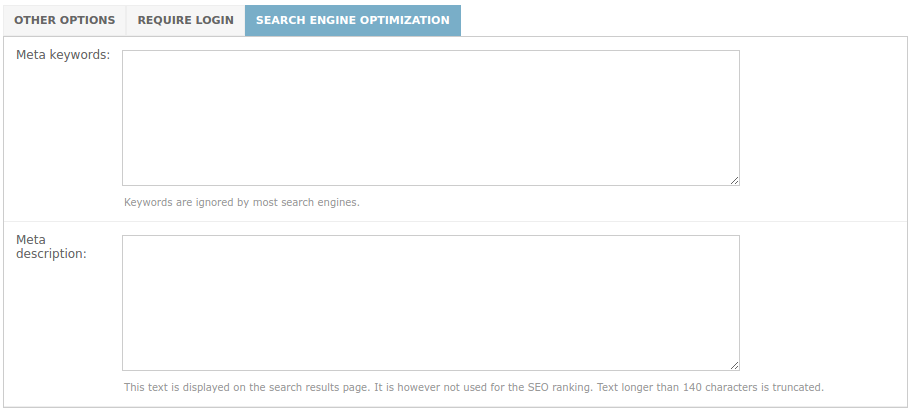 OTHER OPTIONS REQUIRE LOGIN SEARCH ENGINE OPTIMIZATION
Meta keywords:
Keywords are ignored by most search engines.
Meta
description:
This text is displayed on the search results page. It is however not used for the SEO ranking. Text longer than 140 characters is truncated.